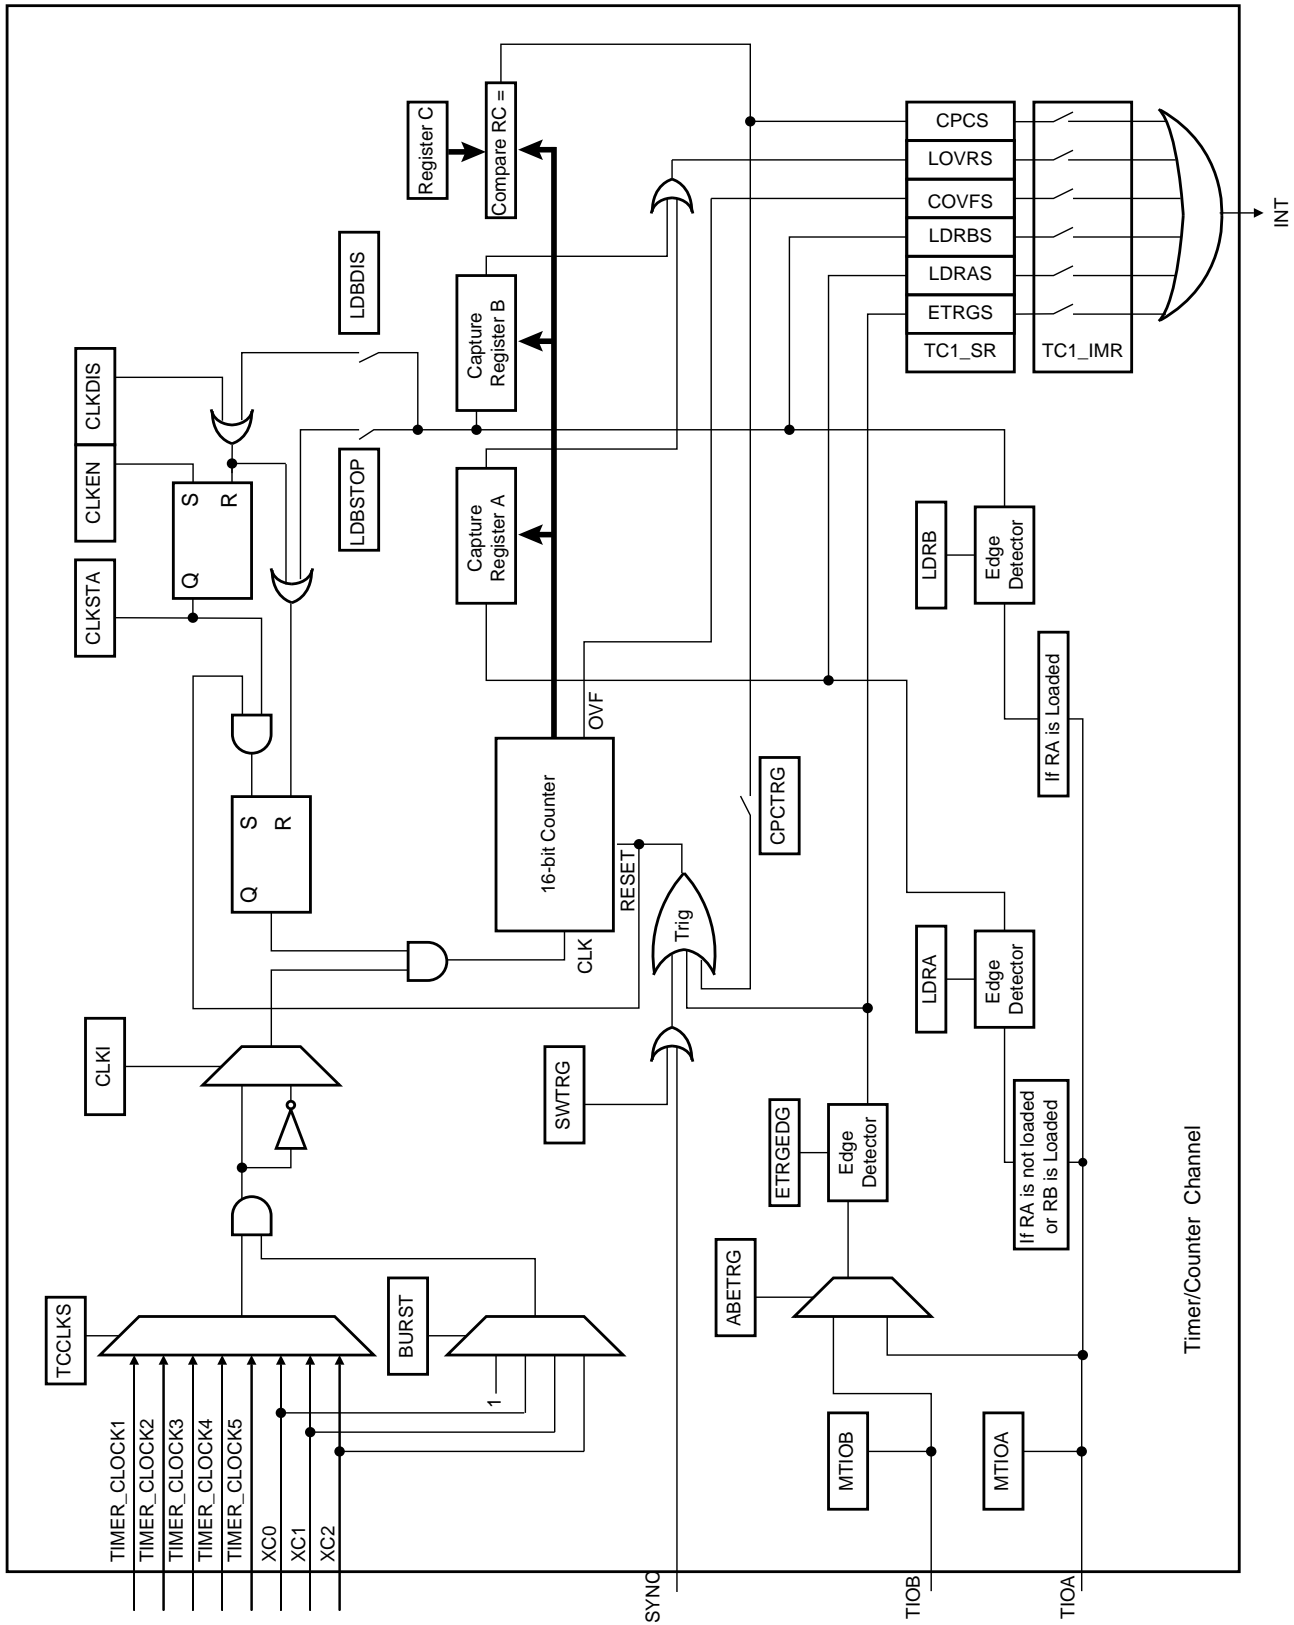 TCCLKS
TIMER_CLOCK1
TIMER_CLOCK2
TIMER_CLOCK3
TIMER_CLOCK4
TIMER_CLOCK5
XC0
XC1
XC2
BURST
1
CLKI
CLKSTA
CLKEN
CLKDIS
Q
S
R
Q
S
R
LDBSTOP
LDBDIS
Register C
Compare RC =
Capture
Register A
Capture
Register B
16-bit Counter
CLK
OVF
RESET
SWTRG
Trig
CPCTRG
SYNC
ABETRG
ETRGEDG
Edge
Detector
MTIOB
TIOB
MTIOA
TIOA
LDRA
Edge
Detector
If RA is not loaded
or RB is Loaded
LDRB
Edge
Detector
If RA is Loaded
CPCS
LOVRS
COVFS
LDRBS
LDRAS
ETRGS
TC1_SR
TC1_IMR
INT
Timer/Counter Channel